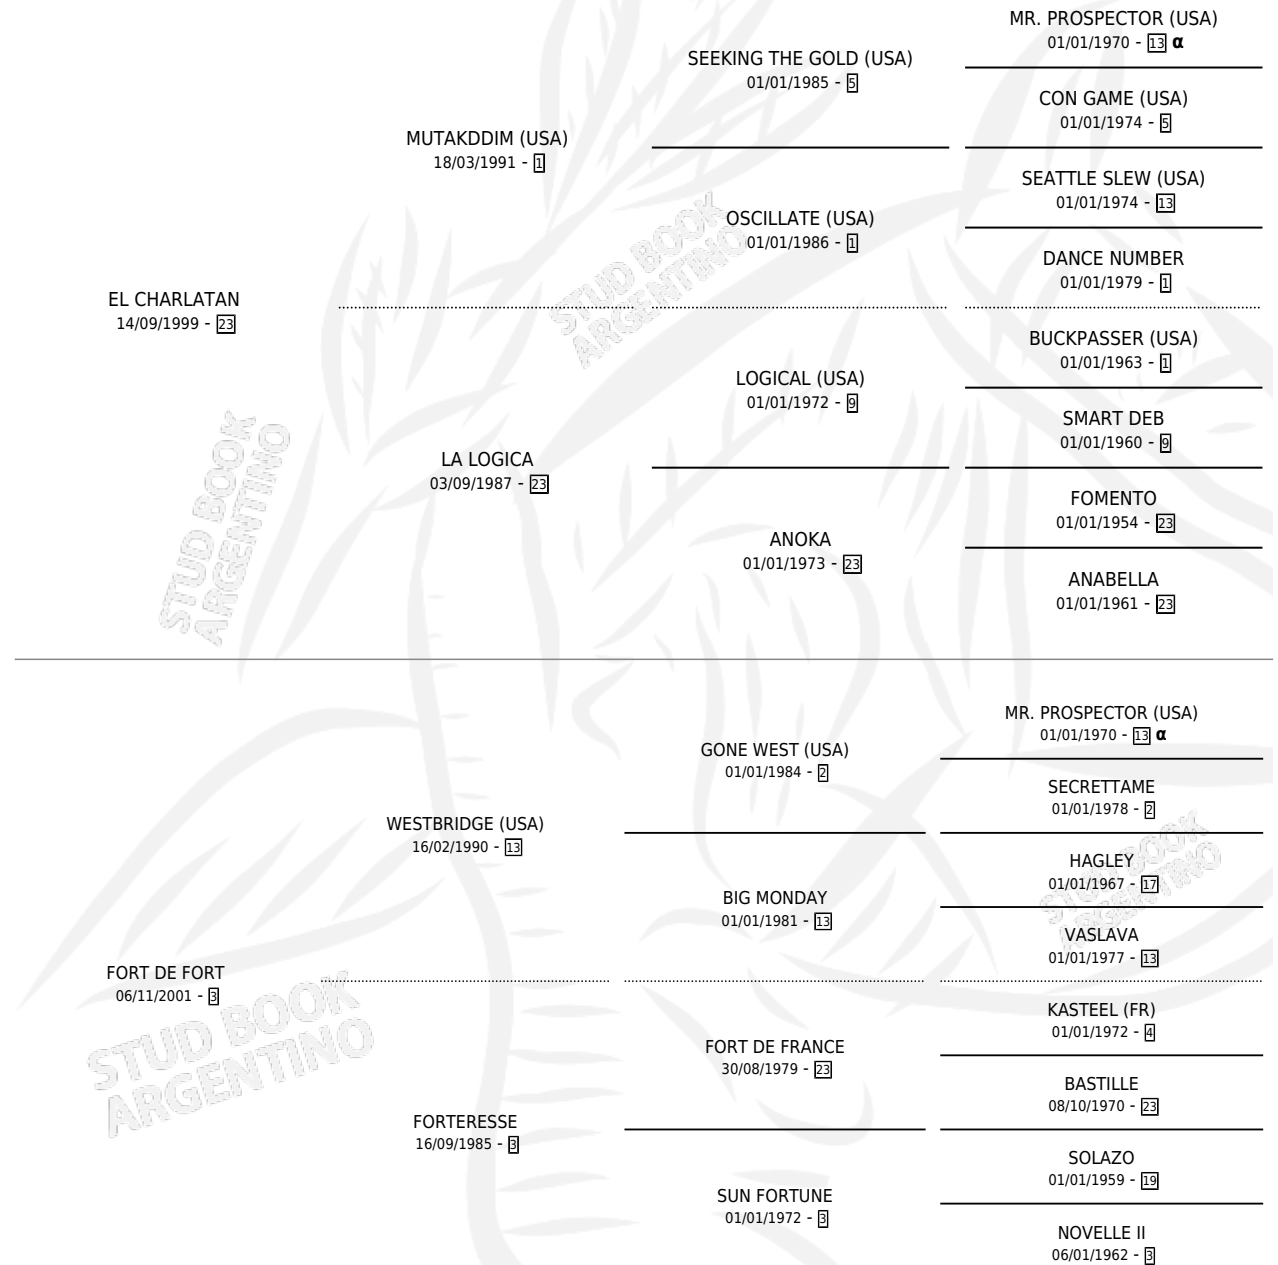 MR. PROSPECTOR (USA)
01/01/1970 - 13 α
SEEKING THE GOLD (USA)
01/01/1985 - 5
CON GAME (USA)
01/01/1974 - 5
MUTAKDDIM (USA)
18/03/1991 - 1
SEATTLE SLEW (USA)
01/01/1974 - 13
OSCILLATE (USA)
01/01/1986 - 1
DANCE NUMBER
01/01/1979 - 1
EL CHARLATAN
14/09/1999 - 23
BUCKPASSER (USA)
01/01/1963 - 1
LOGICAL (USA)
01/01/1972 - 9
SMART DEB
01/01/1960 - 9
LA LOGICA
03/09/1987 - 23
FOMENTO
01/01/1954 - 23
ANOKA
01/01/1973 - 23
ANABELLA
01/01/1961 - 23
STUD BOOK
ARGENTINO
STUD BOOK
ARGENTINO
MR. PROSPECTOR (USA)
01/01/1970 - 13 α
GONE WEST (USA)
01/01/1984 - 2
SECRETTAME
01/01/1978 - 2
WESTBRIDGE (USA)
16/02/1990 - 13
HAGLEY
01/01/1967 - 17
BIG MONDAY
01/01/1981 - 13
VASLAVA
01/01/1977 - 13
FORT DE FORT
06/11/2001 - 3
KASTEEL (FR)
01/01/1972 - 4
FORT DE FRANCE
30/08/1979 - 23
BASTILLE
08/10/1970 - 23
FORTERESSE
16/09/1985 - 3
SOLAZO
01/01/1959 - 19
SUN FORTUNE
01/01/1972 - 3
NOVELLE II
06/01/1962 - 3
STUD BOOK
ARGENTINO
STUD BOOK
ARGENTINO